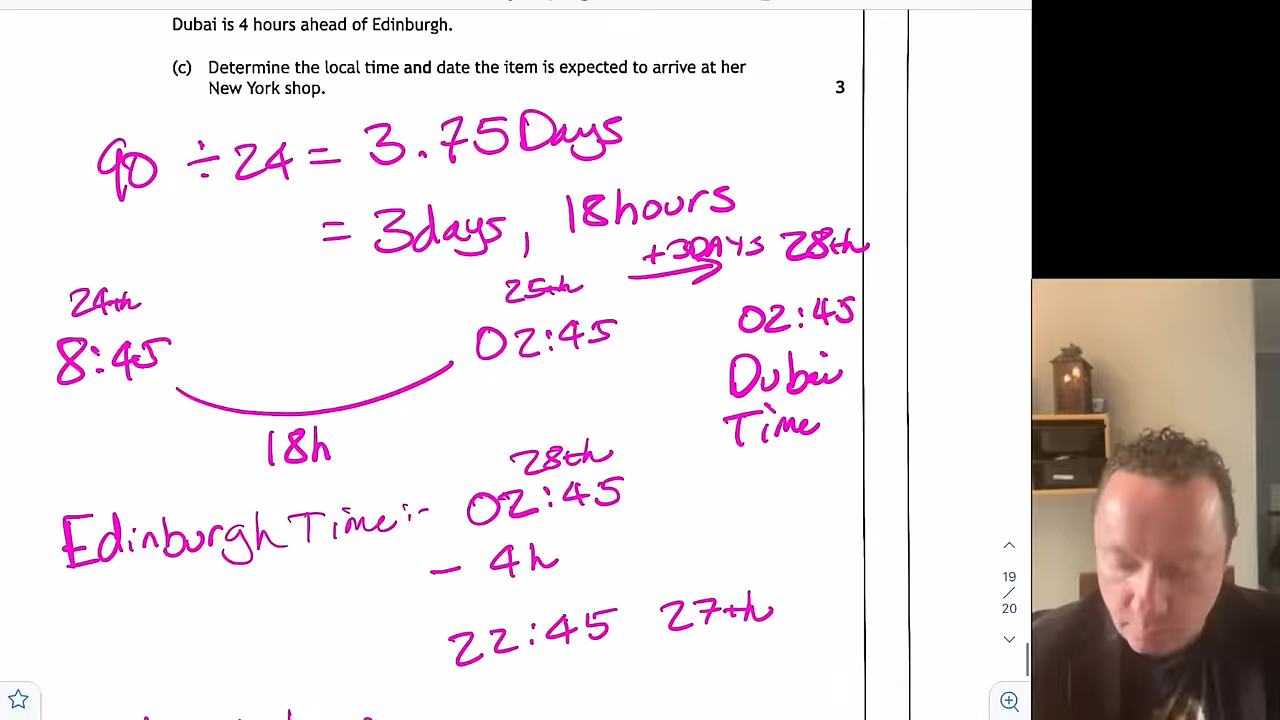 Dubai is 4 hours ahead of Edinburgh.
(c) Determine the local time and date the item is expected to arrive at her
New York shop.
3
90 ÷ 24 = 3.75 Days
= 3days, 18hours
+3DAYS 28th
24th
25th
8:45
02:45
02:45
Dubai
Time
18h
28th
Edinburgh Time:- 02:45
- 4h
22:45 27th
19
/
20